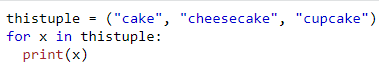 thistuple = ("cake", "cheesecake", "cupcake")
for x in thistuple:
  print(x)